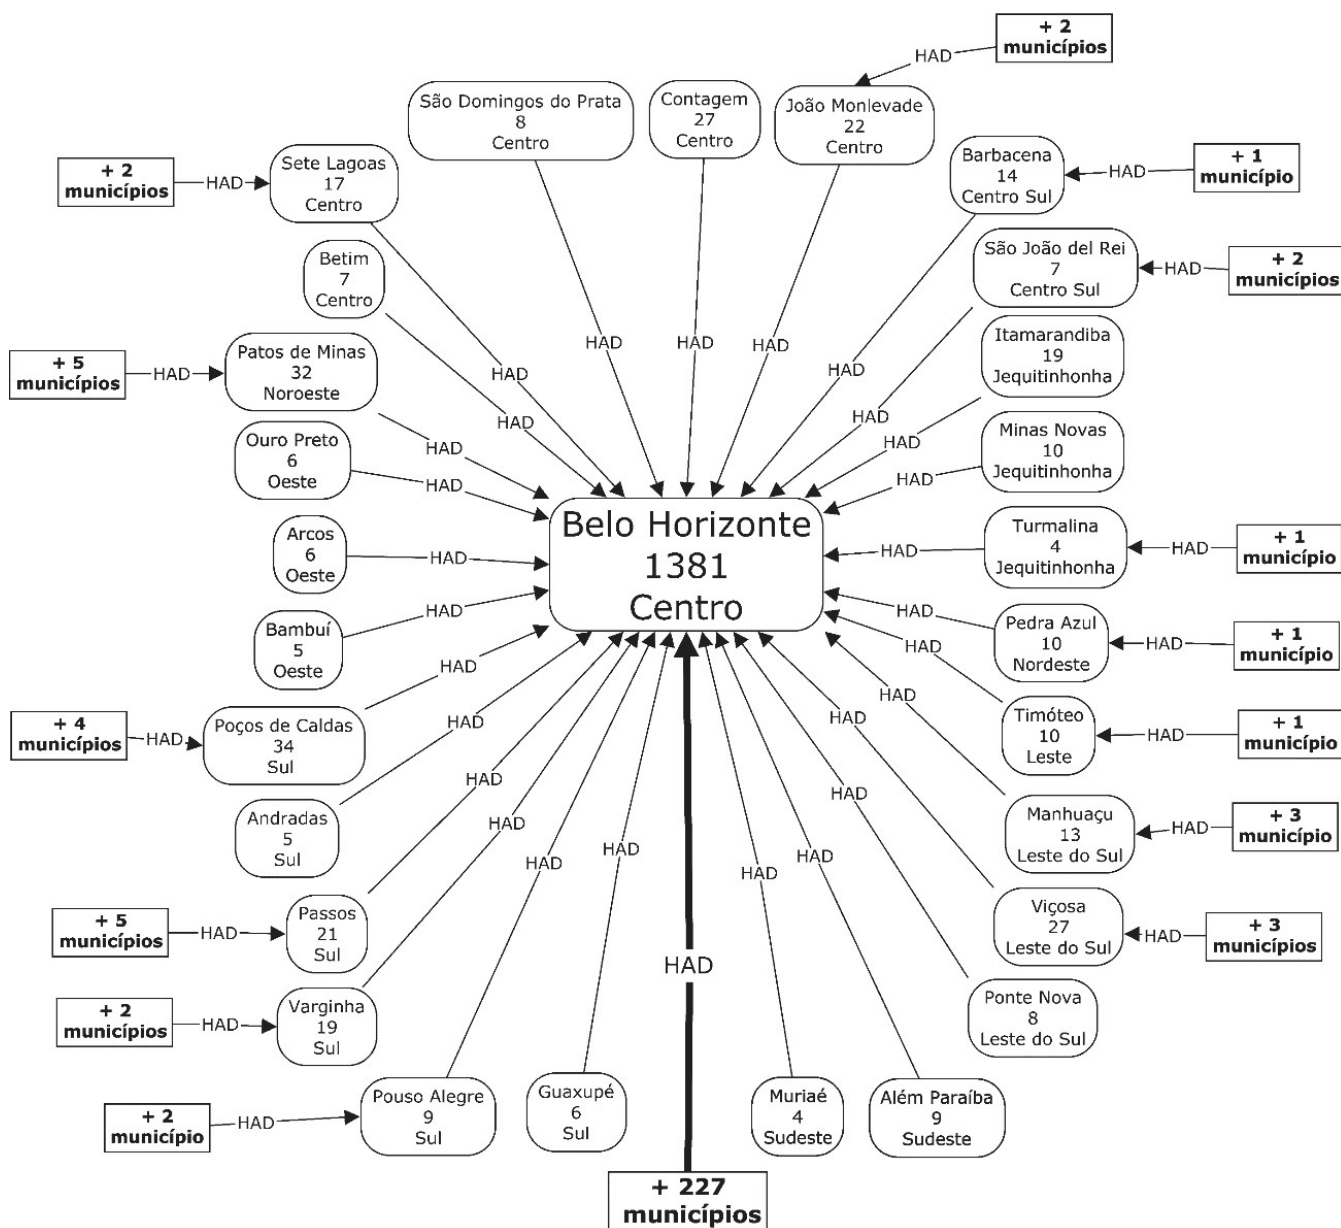 + 2
municípios
HAD
São Domingos do Prata
8
Centro
Contagem
27
Centro
João Monlevade
22
Centro
+ 2
municípios
HAD
Sete Lagoas
17
Centro
Barbacena
14
Centro Sul
HAD
+ 1
município
Betim
7
Centro
São João del Rei
7
Centro Sul
HAD
+ 2
municípios
+ 5
municípios
HAD
Patos de Minas
32
Noroeste
HAD
HAD
HAD
HAD
HAD
Itamarandiba
19
Jequitinhonha
HAD
HAD
HAD
HAD
HAD
Ouro Preto
6
Oeste
HAD
HAD
Minas Novas
10
Jequitinhonha
Arcos
6
Oeste
HAD
Belo Horizonte
1381
Centro
HAD
Turmalina
4
Jequitinhonha
HAD
+ 1
município
Bambuí
5
Oeste
HAD
HAD
Pedra Azul
10
Nordeste
HAD
+ 1
município
HAD
HAD
+ 4
municípios
HAD
Poços de Caldas
34
Sul
HAD
HAD
HAD
Timóteo
10
Leste
HAD
+ 1
município
Andradas
5
Sul
HAD
HAD
HAD
HAD
HAD
HAD
HAD
Manhuaçu
13
Leste do Sul
HAD
+ 3
município
+ 5
municípios
HAD
Passos
21
Sul
HAD
Viçosa
27
Leste do Sul
HAD
+ 3
municípios
+ 2
municípios
HAD
Varginha
19
Sul
Ponte Nova
8
Leste do Sul
+ 2
município
HAD
Pouso Alegre
9
Sul
Guaxupé
6
Sul
Muriaé
4
Sudeste
Além Paraíba
9
Sudeste
+ 227
municípios